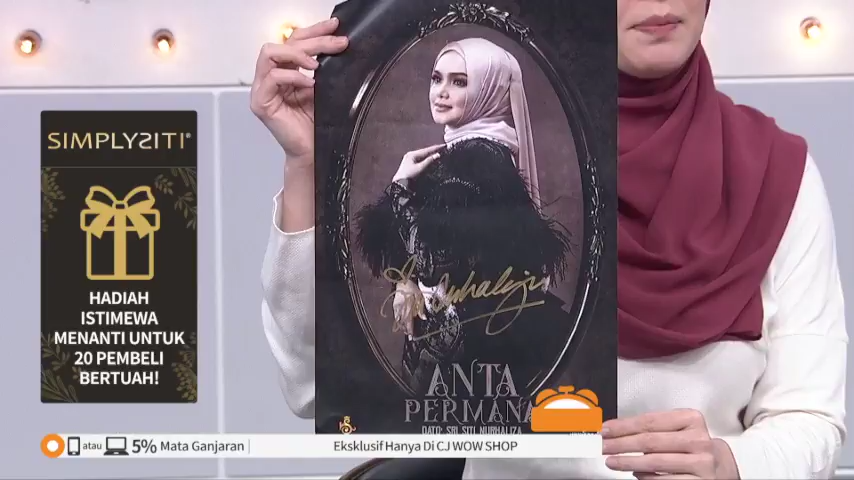 SIMPLYSITI®
HADIAH
ISTIMEWA
MENANTI UNTUK
20 PEMBELI
BERTUAH!
ANTA
PERMANA
DATO' SRI SITI NURHALIZA
atau 5% Mata Ganjaran
Eksklusif Hanya Di CJ WOW SHOP